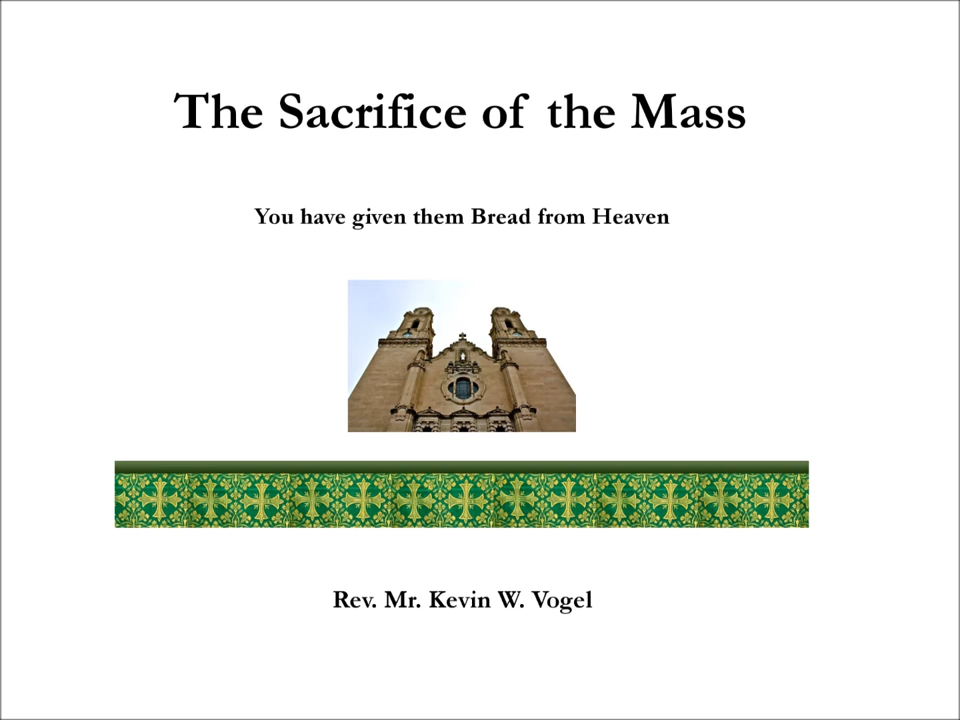 The Sacrifice of the Mass
You have given them Bread from Heaven
Rev. Mr. Kevin W. Vogel